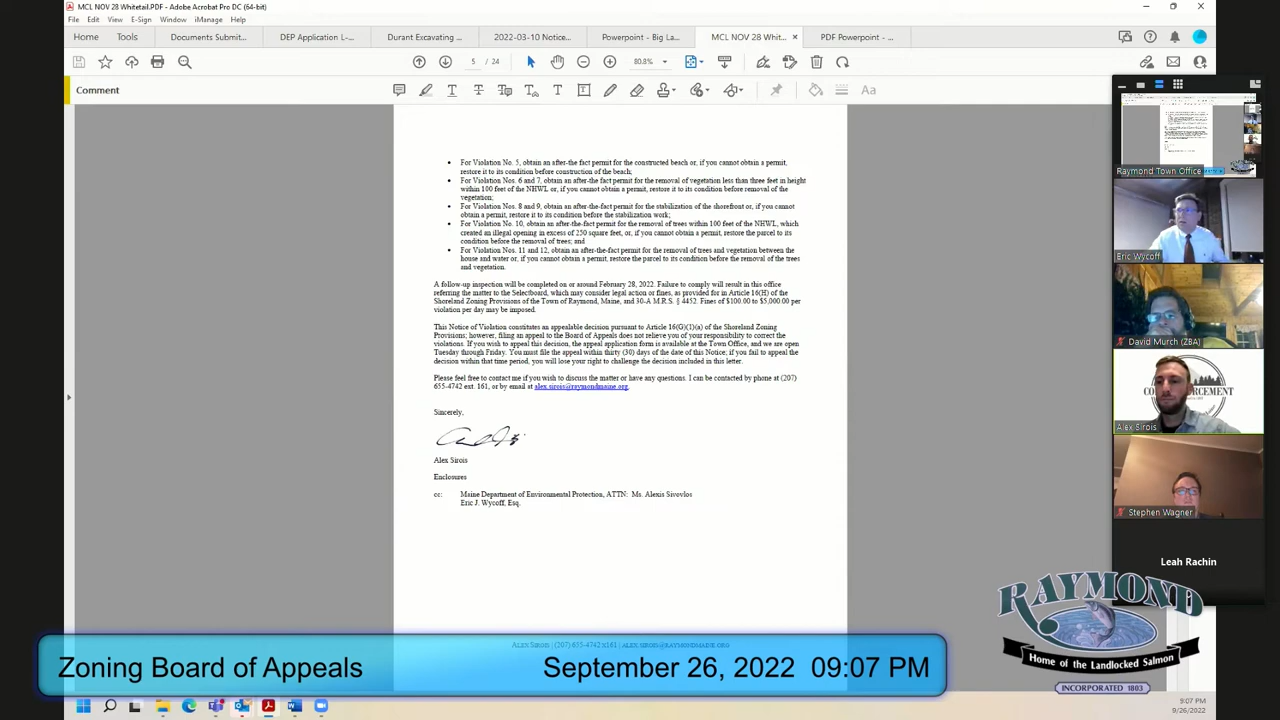 MCL NOV 28 Whitetail.PDF - Adobe Acrobat Pro DC (64-bit)
File Edit View E-Sign Window iManage Help
Home Tools Documents Submit... DEP Application L-... Durant Excavating ... 2022-03-10 Notice... Powerpoint - Big La... MCL NOV 28 Whit... × PDF Powerpoint - ...
5 / 24 80.8%
Comment
• For Violation No. 5, obtain an after-the fact permit for the constructed beach or, if you cannot obtain a permit,
restore it to its condition before construction of the beach;
• For Violation Nos. 6 and 7, obtain an after-the-fact permit for the removal of vegetation less than three feet in height
within 100 feet of the NHWL or, if you cannot obtain a permit, restore it to its condition before removal of the
vegetation;
• For Violation Nos. 8 and 9, obtain an after-the-fact permit for the stabilization of the shorefront or, if you cannot
obtain a permit, restore it to its condition before the stabilization work;
• For Violation No. 10, obtain an after-the-fact permit for the removal of trees within 100 feet of the NHWL, which
created an illegal opening in excess of 250 square feet, or, if you cannot obtain a permit, restore the parcel to its
condition before the removal of trees; and
• For Violation Nos. 11 and 12, obtain an after-the-fact permit for the removal of trees and vegetation between the
house and water or, if you cannot obtain a permit, restore the parcel to its condition before the removal of the trees
and vegetation.
A follow-up inspection will be completed on or around February 28, 2022. Failure to comply will result in this office
referring the matter to the Selectboard, which may consider legal action or fines, as provided for in Article 16(H) of the
Shoreland Zoning Provisions of the Town of Raymond, Maine, and 30-A M.R.S. § 4452. Fines of $100.00 to $5,000.00 per
violation per day may be imposed.
This Notice of Violation constitutes an appealable decision pursuant to Article 16(G)(1)(a) of the Shoreland Zoning
Provisions; however, filing an appeal to the Board of Appeals does not relieve you of your responsibility to correct the
violations. If you wish to appeal this decision, the appeal application form is available at the Town Office, and we are open
Tuesday through Friday. You must file the appeal within thirty (30) days of the date of this Notice; if you fail to appeal the
decision within that time period, you will lose your right to challenge the decision included in this letter.
Please feel free to contact me if you wish to discuss the matter or have any questions. I can be contacted by phone at (207)
655-4742 ext. 161, or by email at alex.sirois@raymondmaine.org.
Sincerely,
Alex Sirois
Enclosures
cc: Maine Department of Environmental Protection, ATTN: Ms. Alexis Sivovlos
Eric J. Wycoff, Esq.
ALEX SIROIS | (207) 655-4742 X161 | ALEX.SIROIS@RAYMONDMAINE.ORG
Raymond Town Office
Eric Wycoff
David Murch (ZBA)
Alex Sirois
Stephen Wagner
Leah Rachin
RAYMOND
Home of the Landlocked Salmon
INCORPORATED 1803
Zoning Board of Appeals September 26, 2022 09:07 PM
9:07 PM
9/26/2022